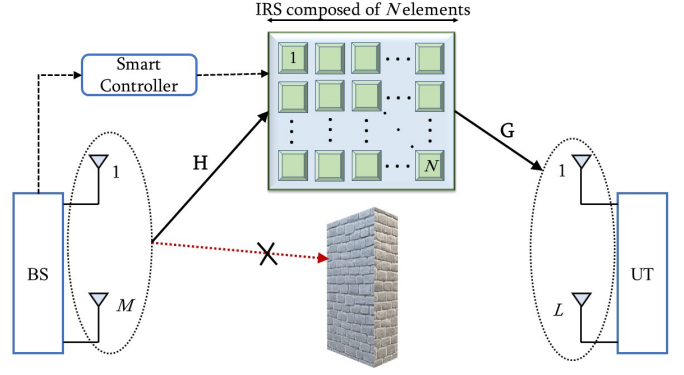 IRS composed of N elements
Smart
Controller
1
N
H
G
1
M
BS
1
L
UT